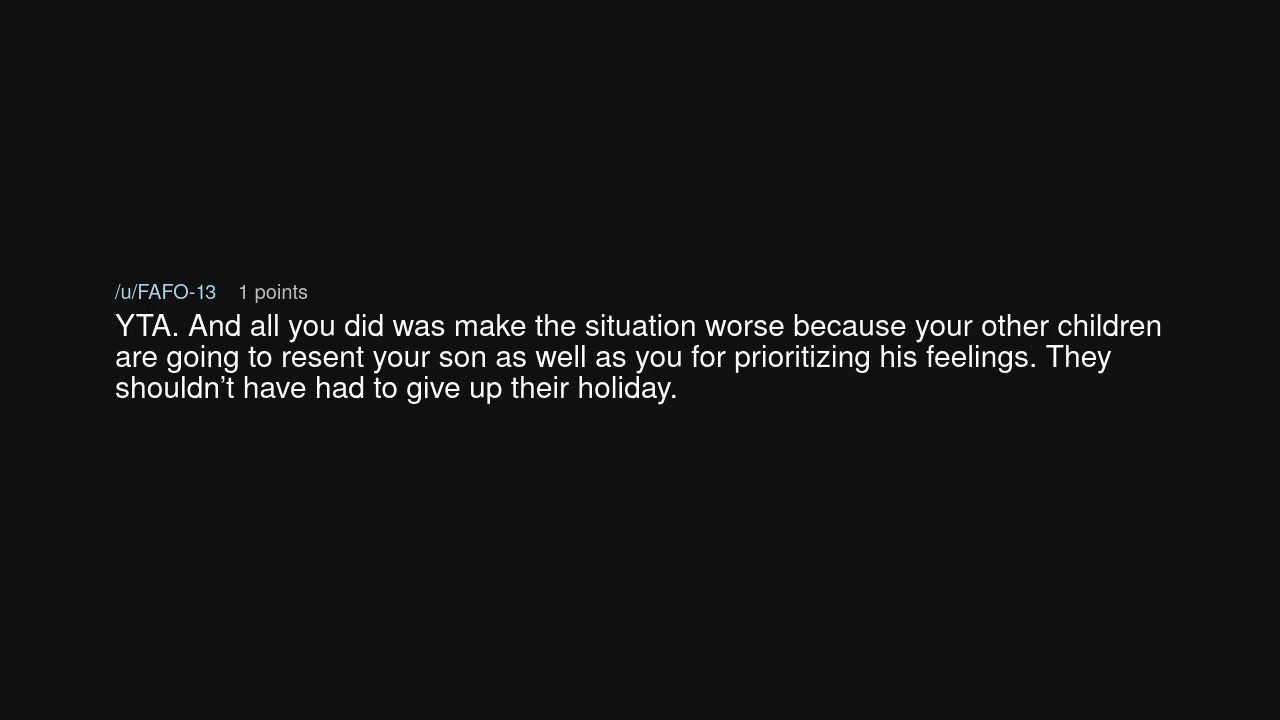 /u/FAFO-13 1 points
YTA. And all you did was make the situation worse because your other children
are going to resent your son as well as you for prioritizing his feelings. They
shouldn’t have had to give up their holiday.